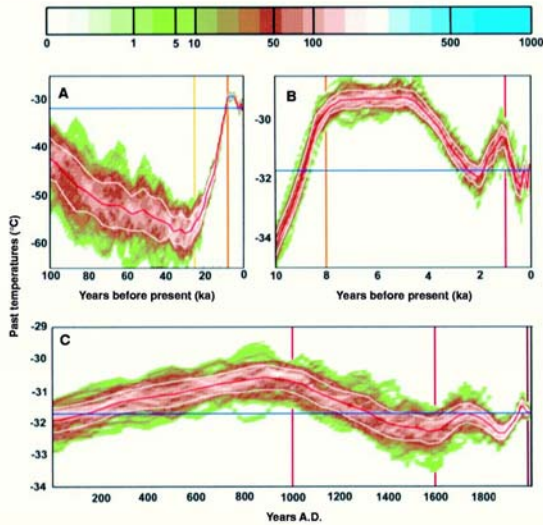 0 1 5 10 50 100 500 1000
A
-30
-40
-50
-60
100 80 60 40 20 0
Years before present (ka)
B
-30
-32
-34
10 8 6 4 2 0
Years before present (ka)
Past temperatures (°C)
C
-29
-30
-31
-32
-33
-34
200 400 600 800 1000 1200 1400 1600 1800
Years A.D.